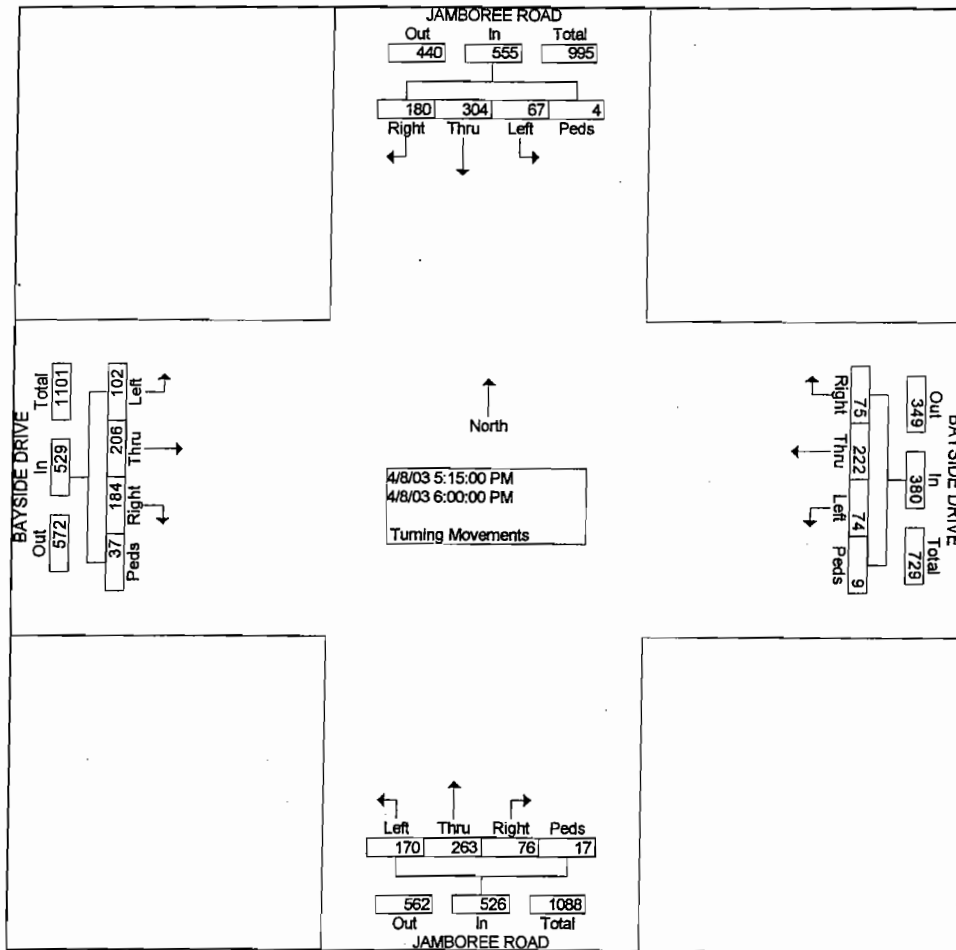 JAMBOREE ROAD
Out In Total
440 555 995
180 304 67 4
Right Thru Left Peds
BAYSIDE DRIVE
Total In Out
1101 529 572
102 206 184 37
Left Thru Right Peds
North
4/8/03 5:15:00 PM
4/8/03 6:00:00 PM
Turning Movements
Right Thru Left Peds
75 222 74 9
Out In Total
349 380 729
BAYSIDE DRIVE
Left Thru Right Peds
170 263 76 17
562 526 1088
Out In Total
JAMBOREE ROAD